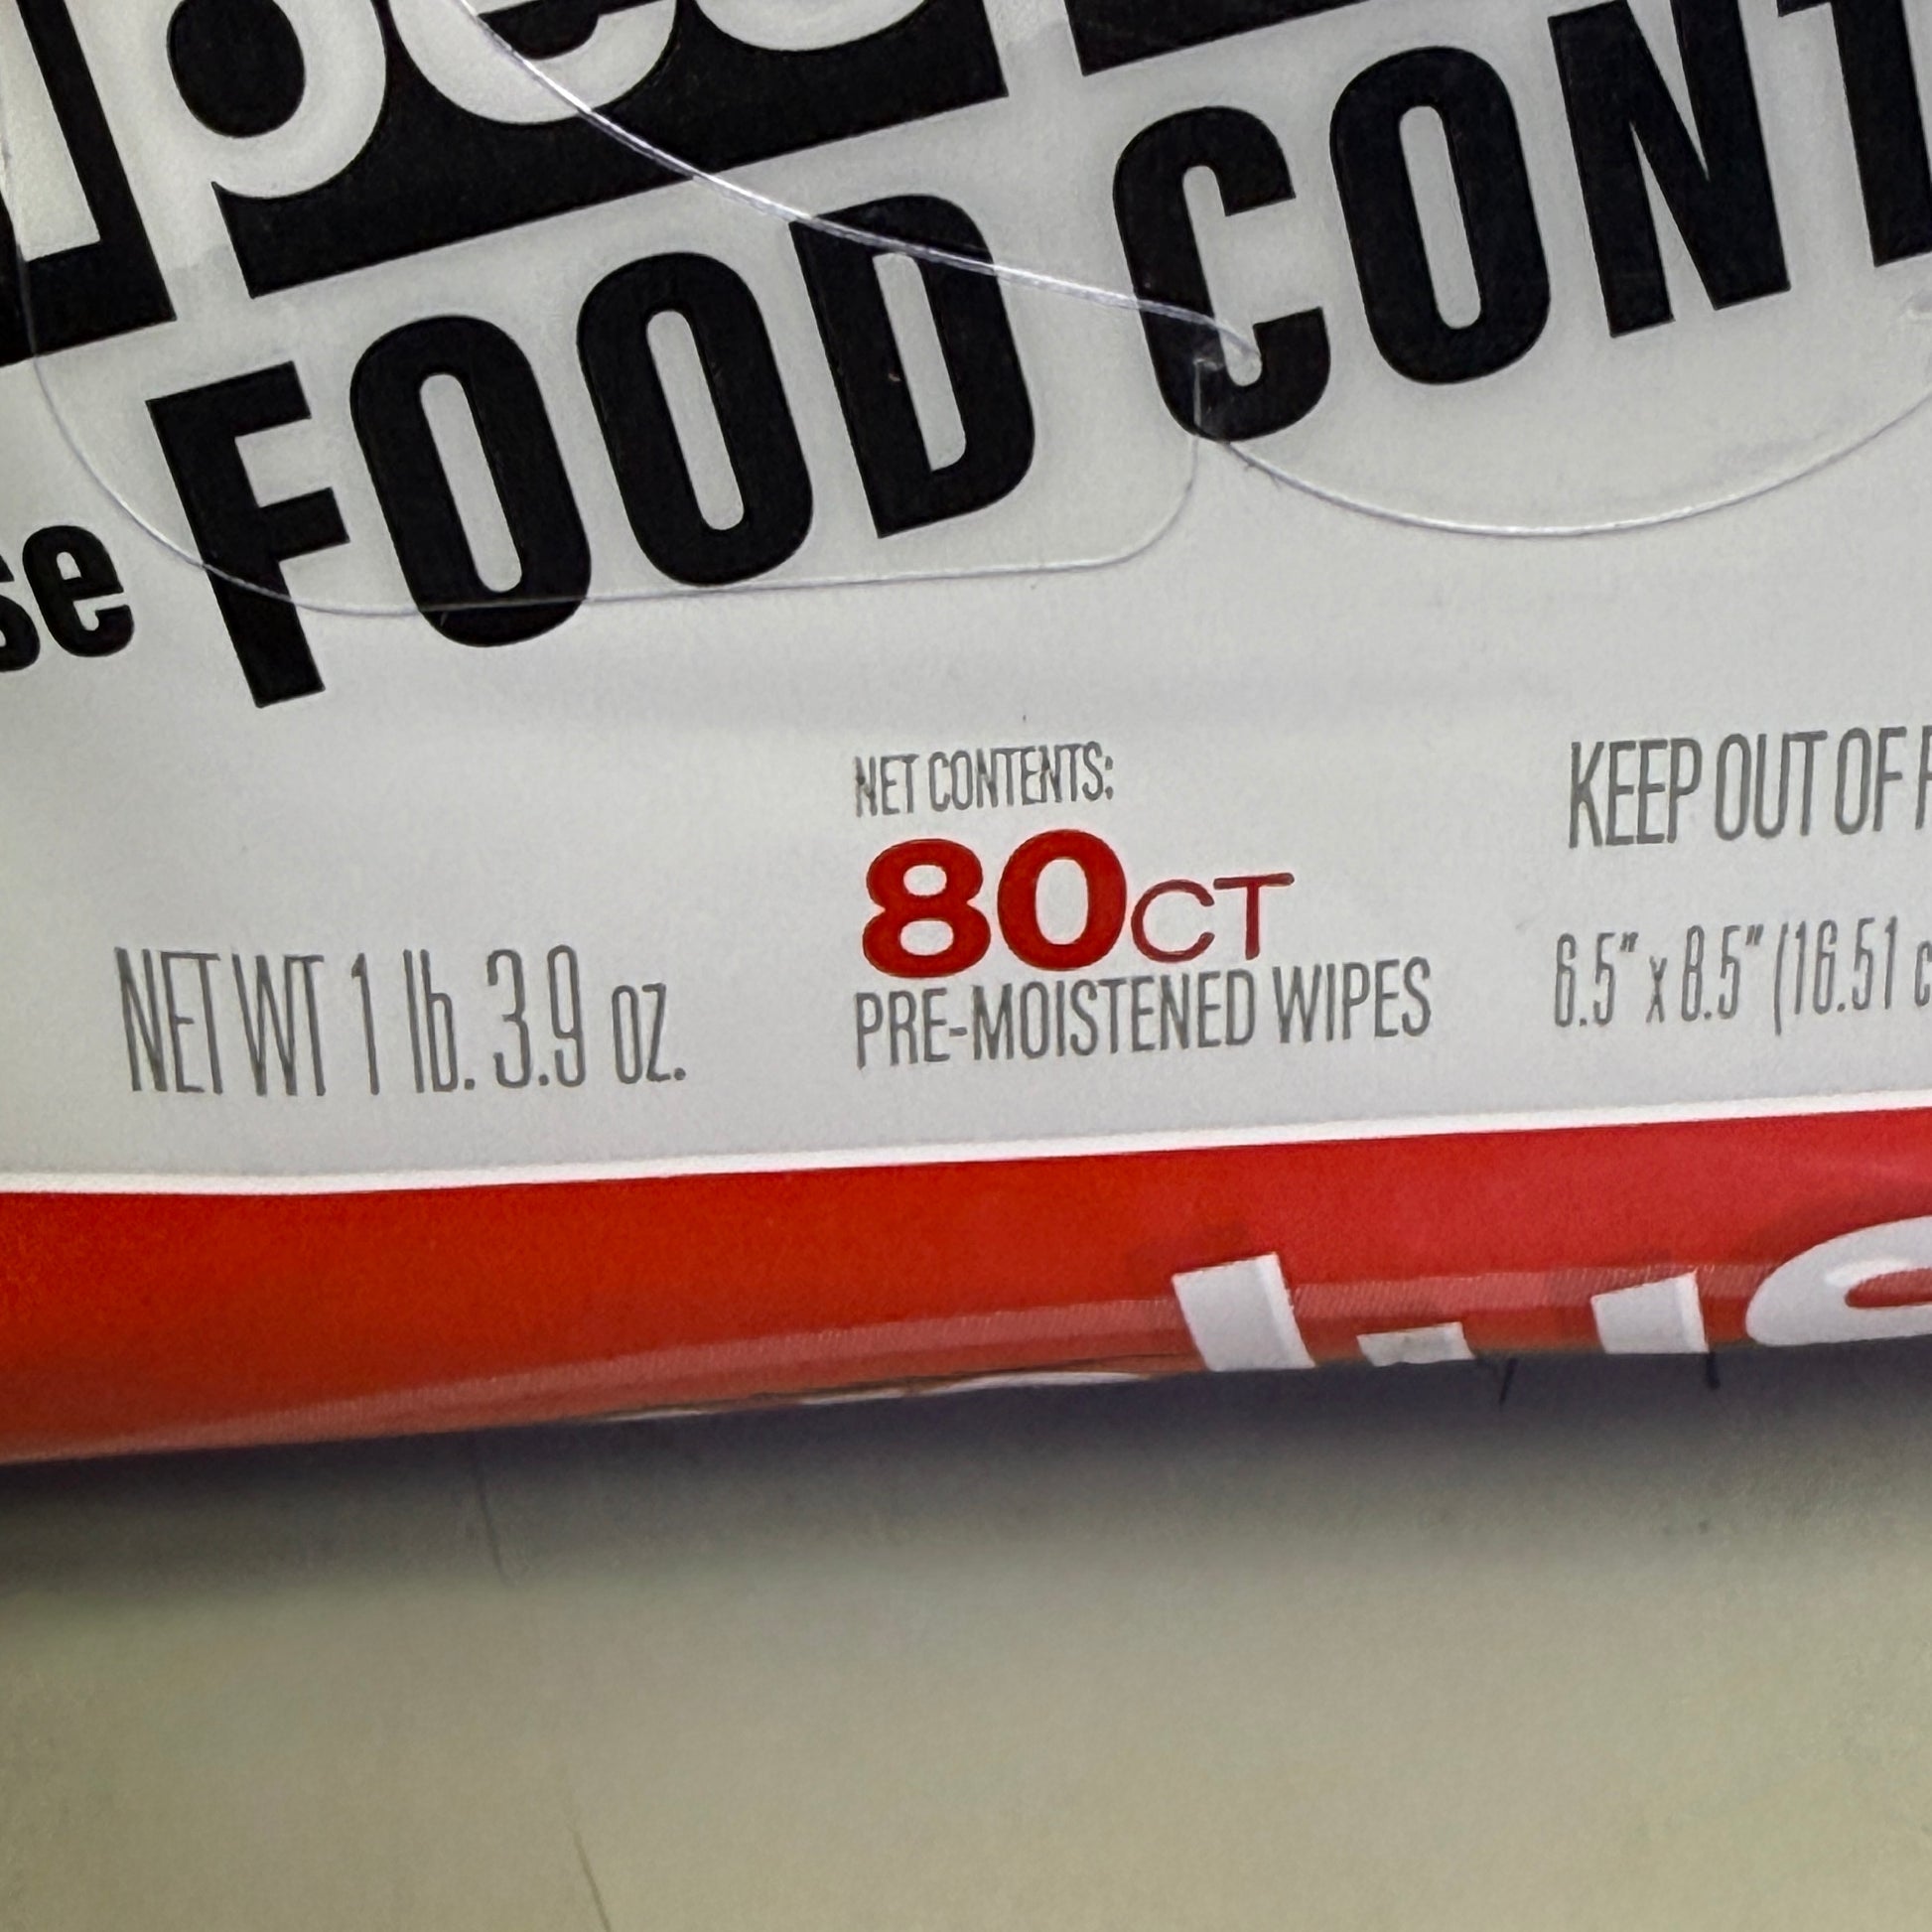 FOOD CONT
se
NET CONTENTS:
80CT
PRE-MOISTENED WIPES
NET WT 1 lb. 3.9 oz.
KEEP OUT OF
6.5" x 8.5" (16.51 c